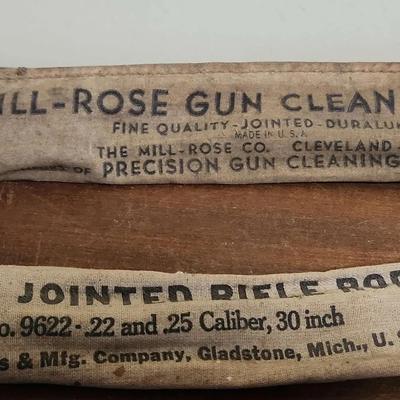 ILL-ROSE GUN CLEAN
FINE QUALITY-JOINTED-DURALU
MADE IN U.S.A.
THE MILL-ROSE CO. CLEVELAND-
OF PRECISION GUN CLEANING
JOINTED RIFLE ROD
o. 9622-.22 and .25 Caliber, 30 inch
s & Mfg. Company, Gladstone, Mich., U. S